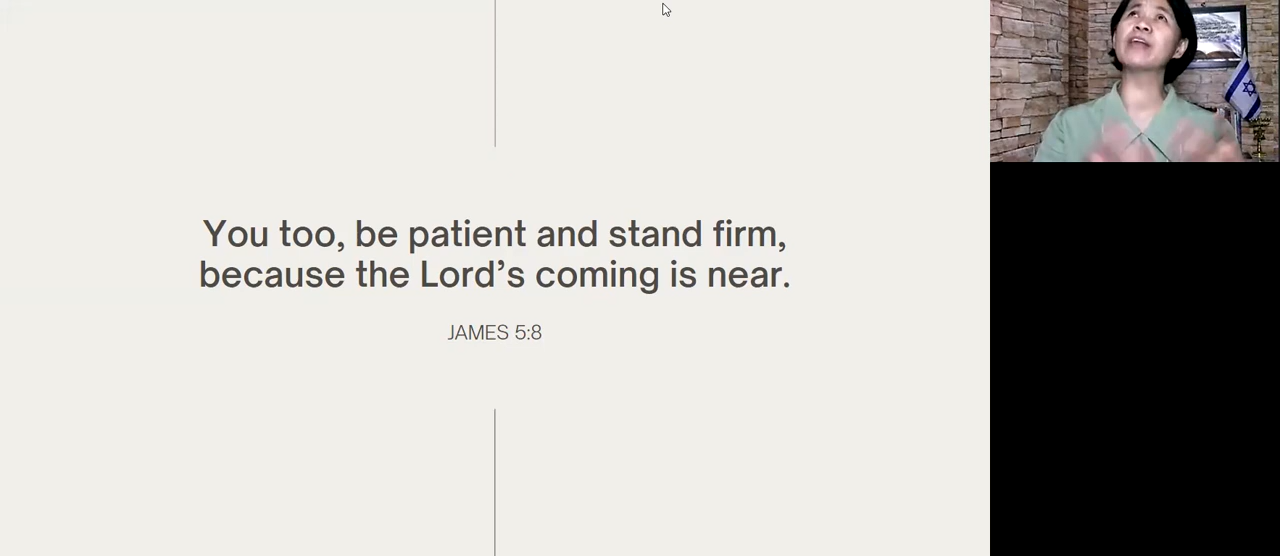 You too, be patient and stand firm,
because the Lord’s coming is near.
JAMES 5:8